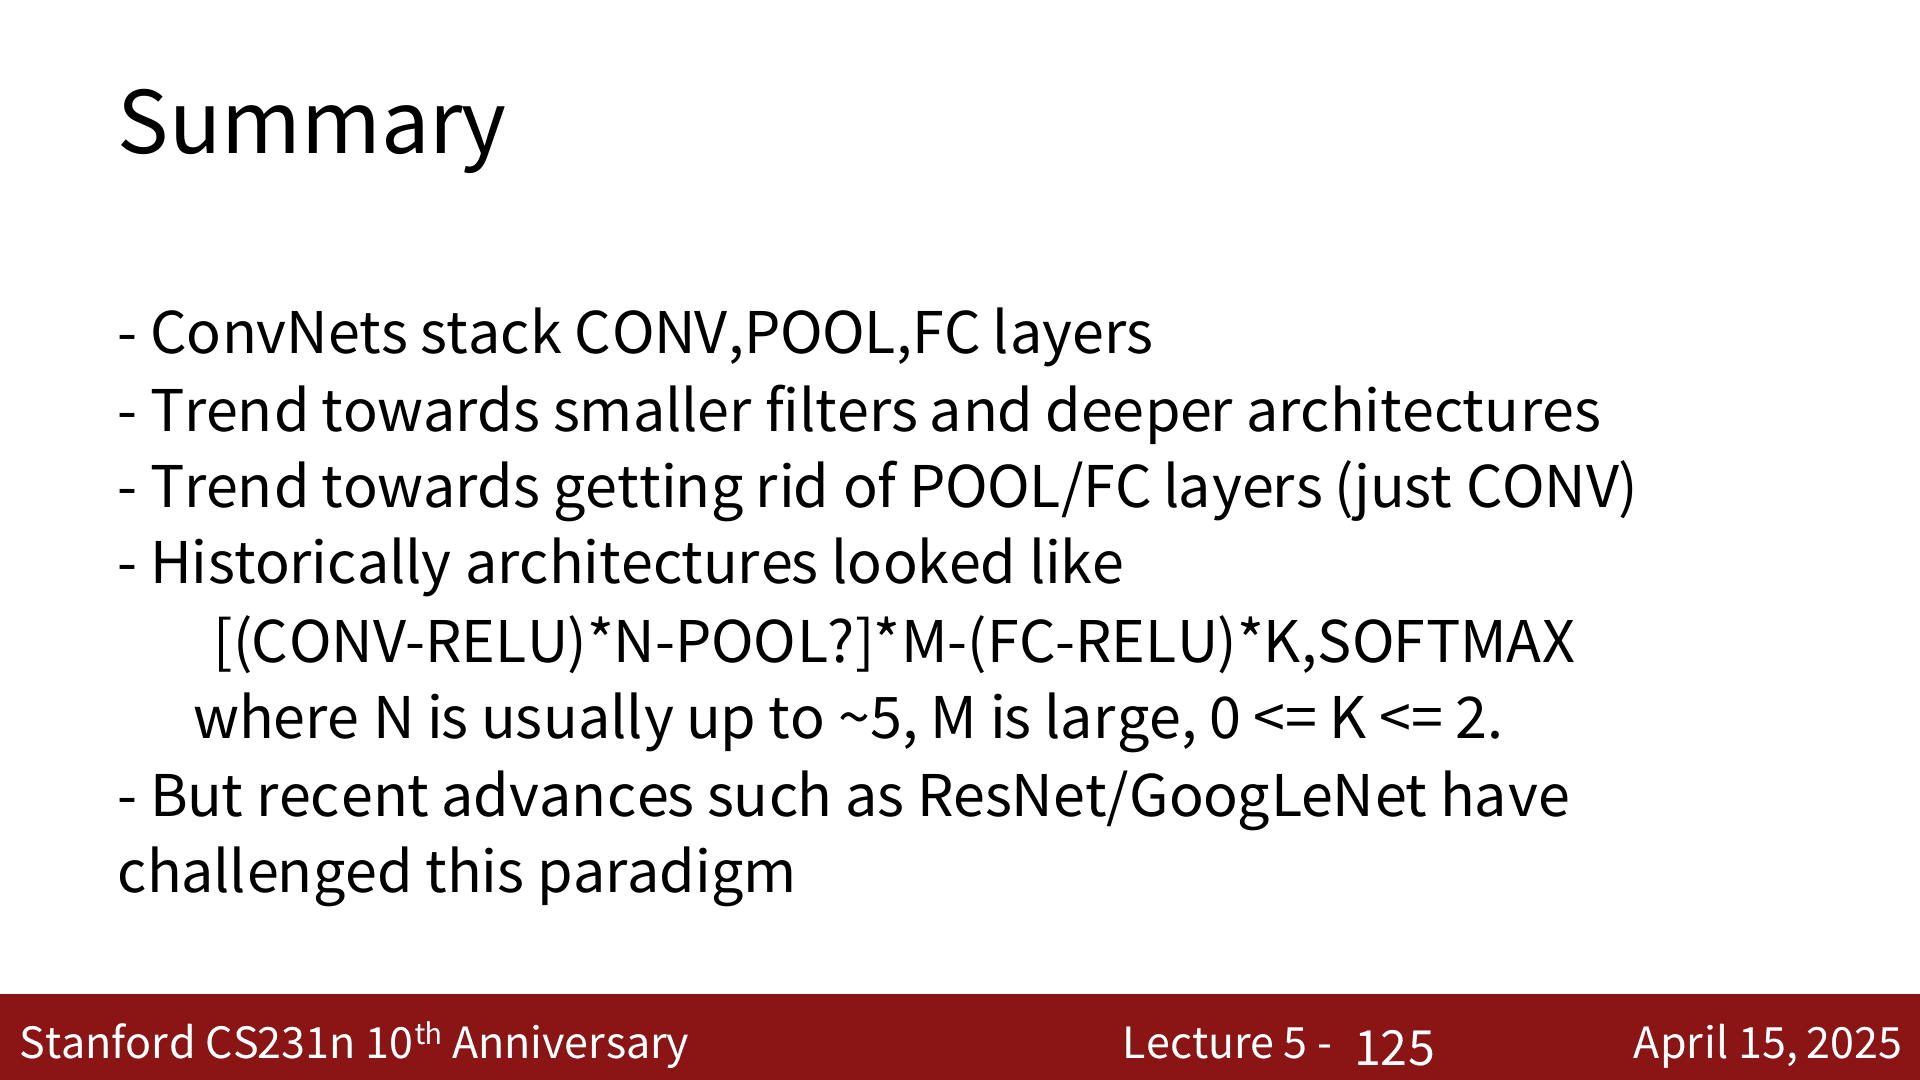 Summary
- ConvNets stack CONV,POOL,FC layers
- Trend towards smaller filters and deeper architectures
- Trend towards getting rid of POOL/FC layers (just CONV)
- Historically architectures looked like
[(CONV-RELU)*N-POOL?]*M-(FC-RELU)*K,SOFTMAX
where N is usually up to ~5, M is large, 0 <= K <= 2.
- But recent advances such as ResNet/GoogLeNet have
challenged this paradigm
Stanford CS231n 10th Anniversary Lecture 5 - 125 April 15, 2025